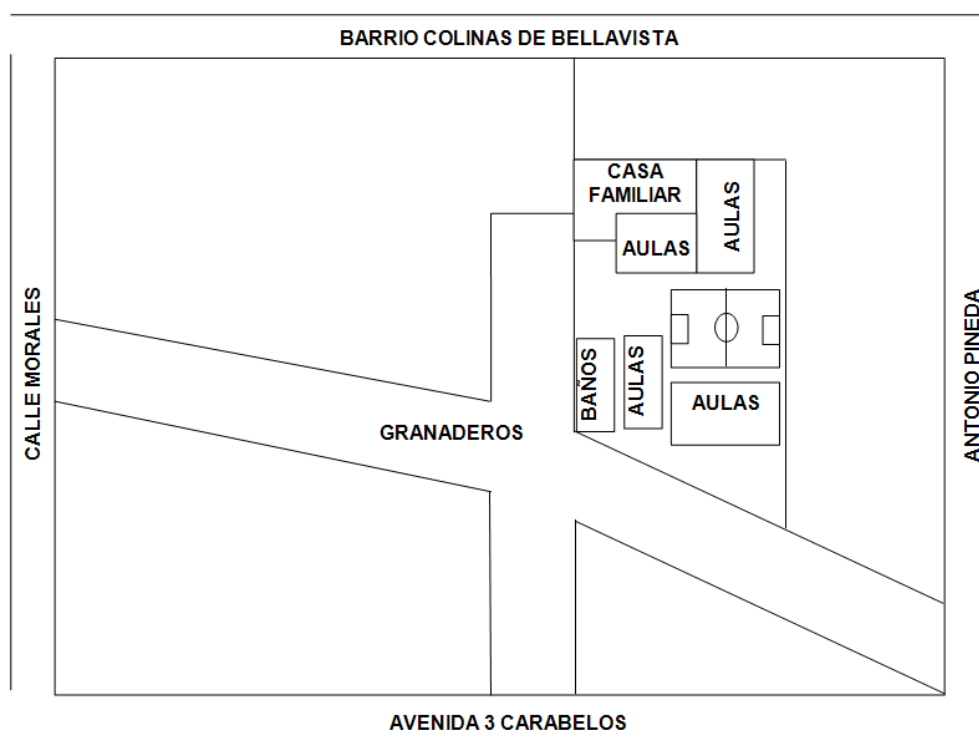 BARRIO COLINAS DE BELLAVISTA
CASA
FAMILIAR
AULAS
AULAS
CALLE MORALES
ANTONIO PINEDA
BAÑOS
AULAS
AULAS
GRANADEROS
AVENIDA 3 CARABELOS